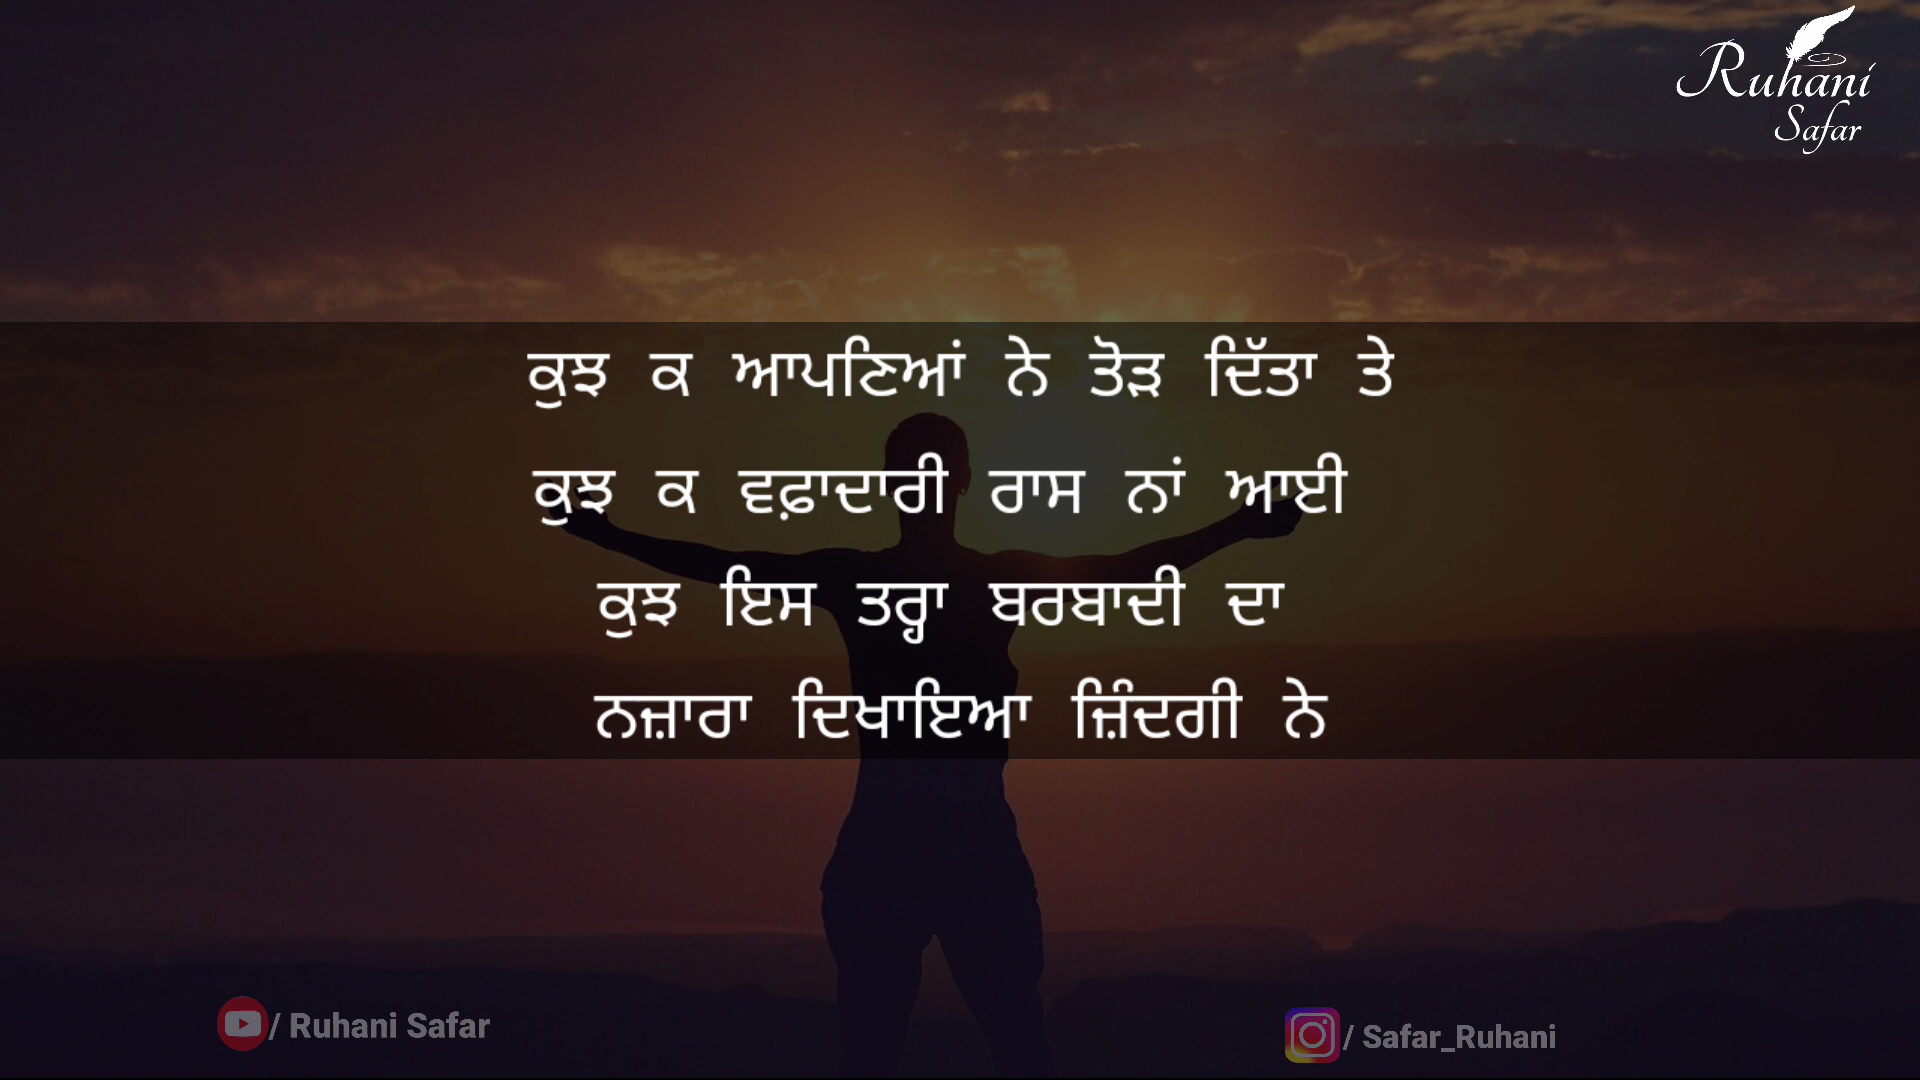 Ruhani
Safar
ਕੁਝ ਕ ਆਪਣਿਆਂ ਨੇ ਤੋੜ ਦਿੱਤਾ ਤੇ
ਕੁਝ ਕ ਵਫ਼ਾਦਾਰੀ ਰਾਸ ਨਾਂ ਆਈ
ਕੁਝ ਇਸ ਤਰ੍ਹਾ ਬਰਬਾਦੀ ਦਾ
ਨਜ਼ਾਰਾ ਦਿਖਾਇਆ ਜ਼ਿੰਦਗੀ ਨੇ
/ Ruhani Safar
/ Safar_Ruhani